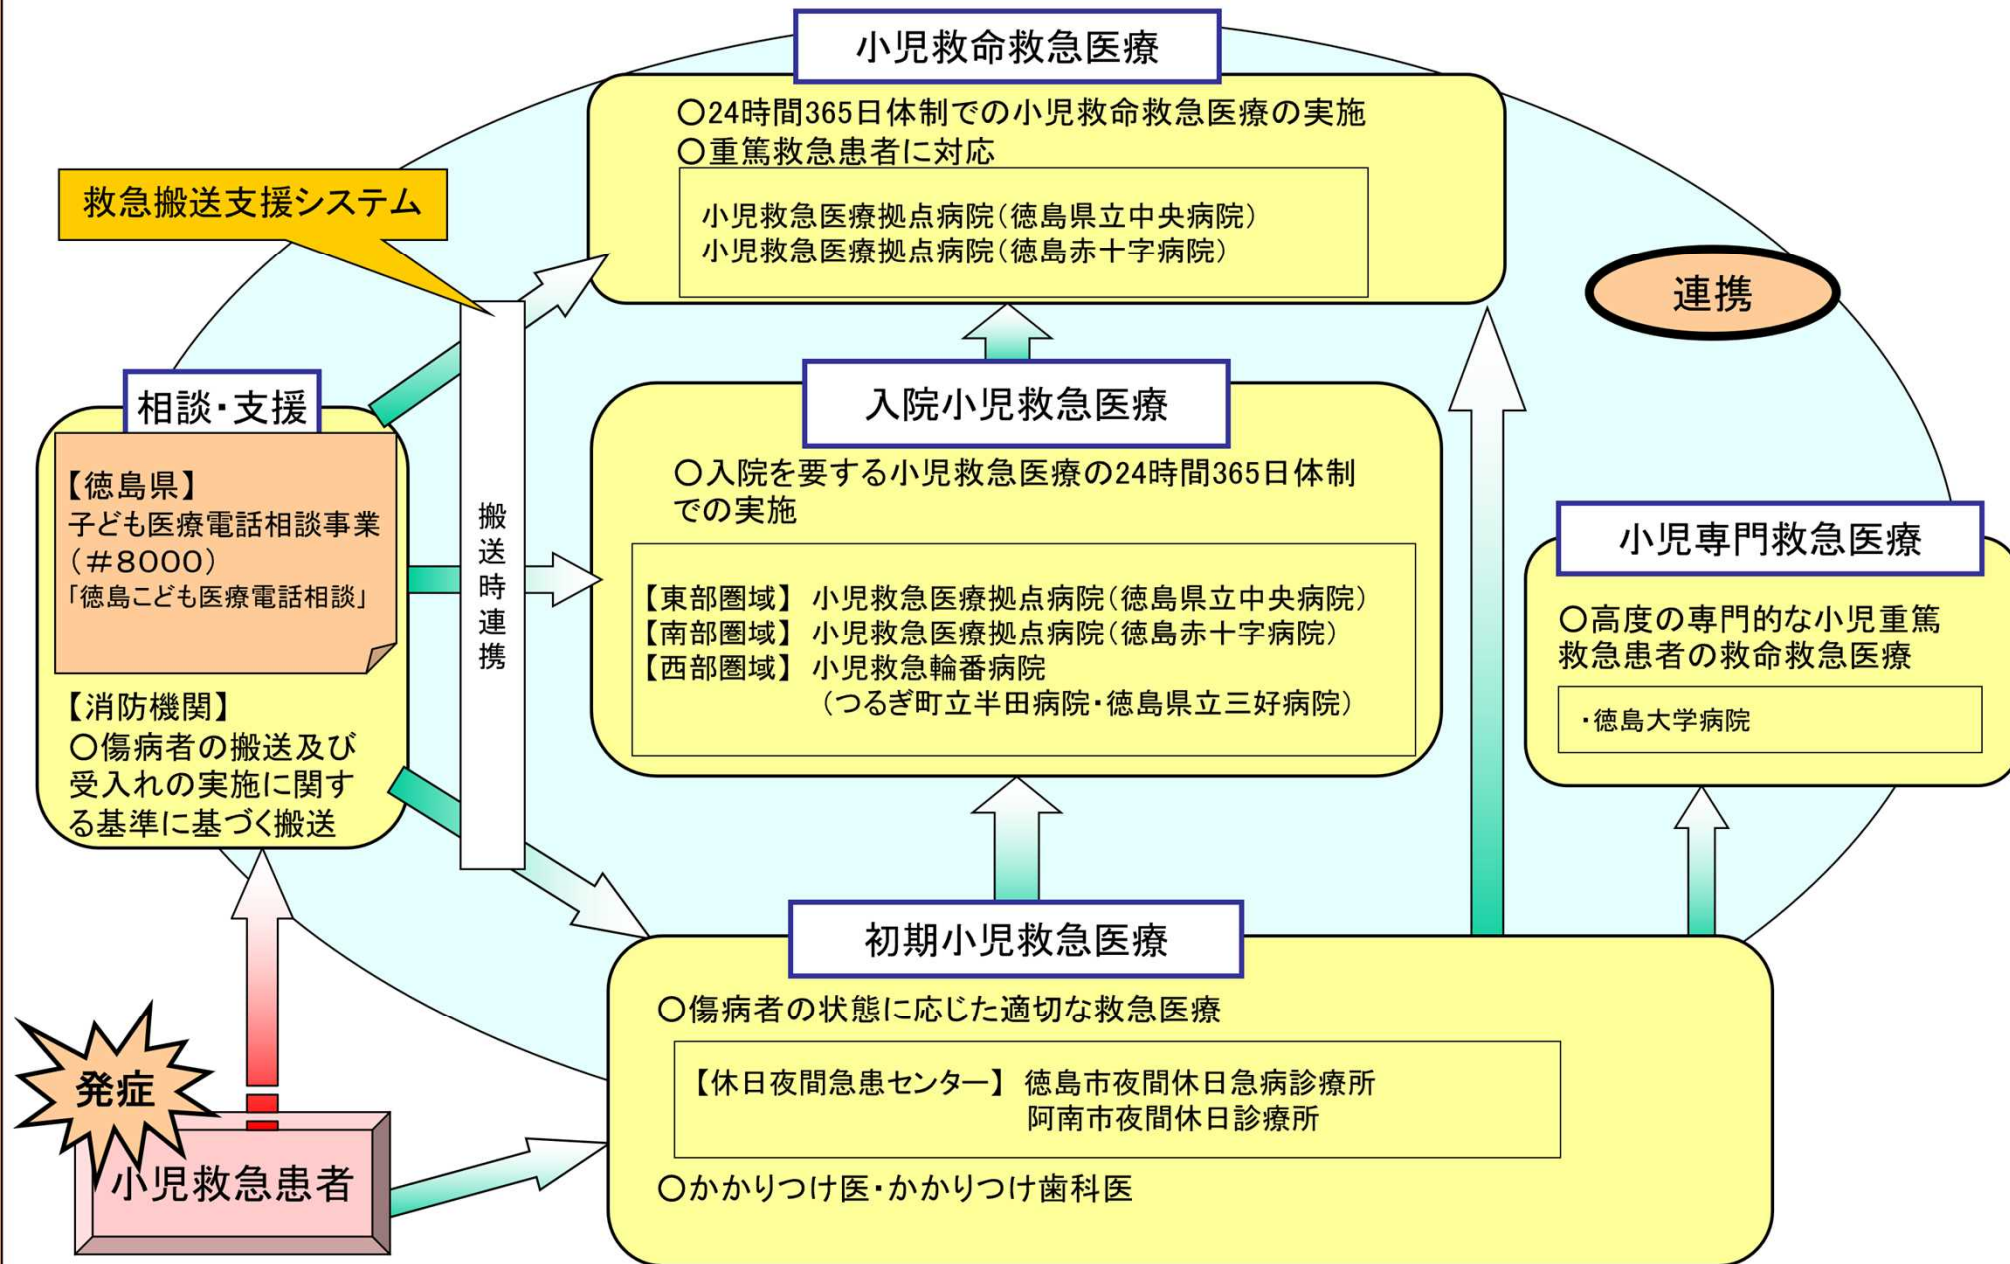 小児救命救急医療
○24時間365日体制での小児救命救急医療の実施
○重篤救急患者に対応
小児救急医療拠点病院(徳島県立中央病院)
小児救急医療拠点病院(徳島赤十字病院)
救急搬送支援システム
連携
相談・支援
【徳島県】
子ども医療電話相談事業
(#8000)
「徳島こども医療電話相談」
【消防機関】
○傷病者の搬送及び
受入れの実施に関す
る基準に基づく搬送
搬送時連携
入院小児救急医療
○入院を要する小児救急医療の24時間365日体制
での実施
【東部圏域】 小児救急医療拠点病院(徳島県立中央病院)
【南部圏域】 小児救急医療拠点病院(徳島赤十字病院)
【西部圏域】 小児救急輪番病院
(つるぎ町立半田病院・徳島県立三好病院)
小児専門救急医療
○高度の専門的な小児重篤
救急患者の救命救急医療
・徳島大学病院
初期小児救急医療
○傷病者の状態に応じた適切な救急医療
【休日夜間急患センター】 徳島市夜間休日急病診療所
阿南市夜間休日診療所
○かかりつけ医・かかりつけ歯科医
発症
小児救急患者